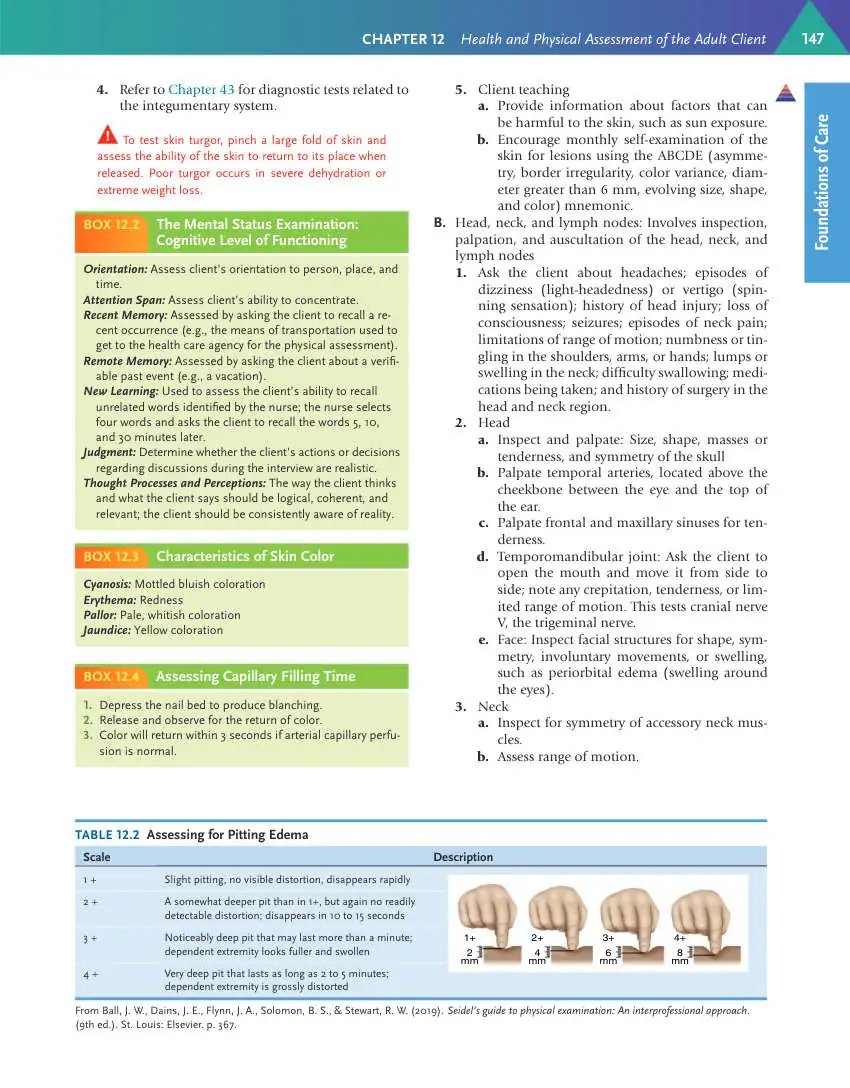 CHAPTER 12 Health and Physical Assessment of the Adult Client 147
4. Refer to Chapter 43 for diagnostic tests related to
the integumentary system.
To test skin turgor, pinch a large fold of skin and
assess the ability of the skin to return to its place when
released. Poor turgor occurs in severe dehydration or
extreme weight loss.
BOX 12.2 The Mental Status Examination:
Cognitive Level of Functioning
Orientation: Assess client's orientation to person, place, and
time.
Attention Span: Assess client's ability to concentrate.
Recent Memory: Assessed by asking the client to recall a re-
cent occurrence (e.g., the means of transportation used to
get to the health care agency for the physical assessment).
Remote Memory: Assessed by asking the client about a verifi-
able past event (e.g., a vacation).
New Learning: Used to assess the client's ability to recall
unrelated words identified by the nurse; the nurse selects
four words and asks the client to recall the words 5, 10,
and 30 minutes later.
Judgment: Determine whether the client's actions or decisions
regarding discussions during the interview are realistic.
Thought Processes and Perceptions: The way the client thinks
and what the client says should be logical, coherent, and
relevant; the client should be consistently aware of reality.
BOX 12.3 Characteristics of Skin Color
Cyanosis: Mottled bluish coloration
Erythema: Redness
Pallor: Pale, whitish coloration
Jaundice: Yellow coloration
BOX 12.4 Assessing Capillary Filling Time
1. Depress the nail bed to produce blanching.
2. Release and observe for the return of color.
3. Color will return within 3 seconds if arterial capillary perfu-
sion is normal.
5. Client teaching
a. Provide information about factors that can
be harmful to the skin, such as sun exposure.
b. Encourage monthly self-examination of the
skin for lesions using the ABCDE (asymme-
try, border irregularity, color variance, diam-
eter greater than 6 mm, evolving size, shape,
and color) mnemonic.
B. Head, neck, and lymph nodes: Involves inspection,
palpation, and auscultation of the head, neck, and
lymph nodes
1. Ask the client about headaches; episodes of
dizziness (light-headedness) or vertigo (spin-
ning sensation); history of head injury; loss of
consciousness; seizures; episodes of neck pain;
limitations of range of motion; numbness or tin-
gling in the shoulders, arms, or hands; lumps or
swelling in the neck; difficulty swallowing; medi-
cations being taken; and history of surgery in the
head and neck region.
2. Head
a. Inspect and palpate: Size, shape, masses or
tenderness, and symmetry of the skull
b. Palpate temporal arteries, located above the
cheekbone between the eye and the top of
the ear.
c. Palpate frontal and maxillary sinuses for ten-
derness.
d. Temporomandibular joint: Ask the client to
open the mouth and move it from side to
side; note any crepitation, tenderness, or lim-
ited range of motion. This tests cranial nerve
V, the trigeminal nerve.
e. Face: Inspect facial structures for shape, sym-
metry, involuntary movements, or swelling,
such as periorbital edema (swelling around
the eyes).
3. Neck
a. Inspect for symmetry of accessory neck mus-
cles.
b. Assess range of motion.
Foundations of Care
TABLE 12.2 Assessing for Pitting Edema
Scale Description
1 + Slight pitting, no visible distortion, disappears rapidly
2 + A somewhat deeper pit than in 1+, but again no readily
detectable distortion; disappears in 10 to 15 seconds
3 + Noticeably deep pit that may last more than a minute;
dependent extremity looks fuller and swollen
4 + Very deep pit that lasts as long as 2 to 5 minutes;
dependent extremity is grossly distorted
1+ 2+ 3+ 4+
2 4 6 8
mm mm mm mm
From Ball, J. W., Dains, J. E., Flynn, J. A., Solomon, B. S., & Stewart, R. W. (2019). Seidel's guide to physical examination: An interprofessional approach.
(9th ed.). St. Louis: Elsevier. p. 367.